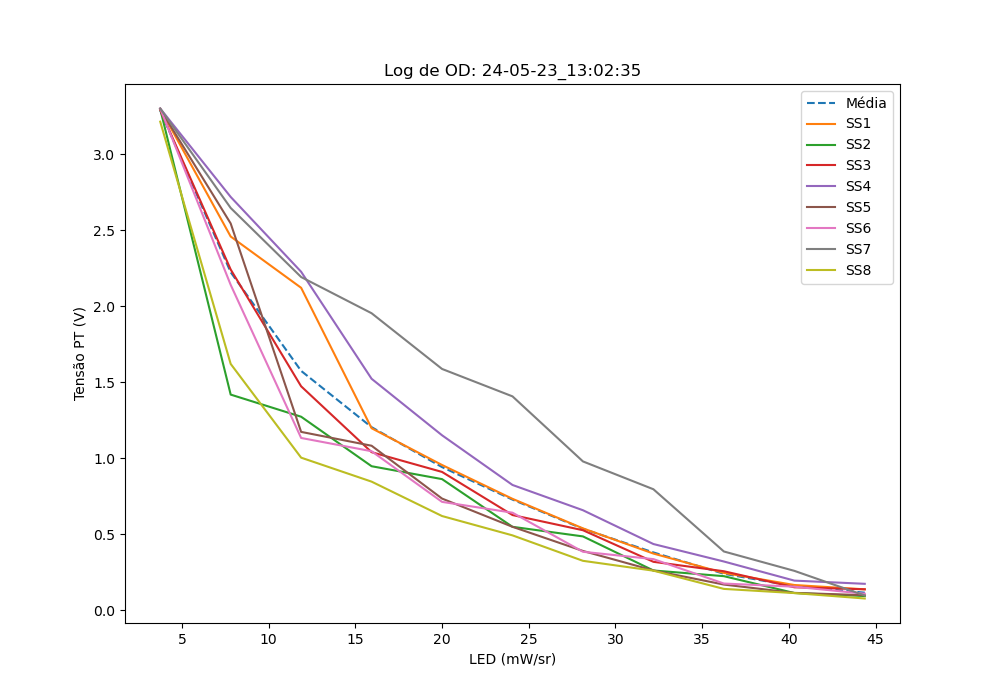 Log de OD: 24-05-23_13:02:35
Média
SS1
SS2
SS3
SS4
SS5
SS6
SS7
SS8
Tensão PT (V)
3.0
2.5
2.0
1.5
1.0
0.5
0.0
5 10 15 20 25 30 35 40 45
LED (mW/sr)